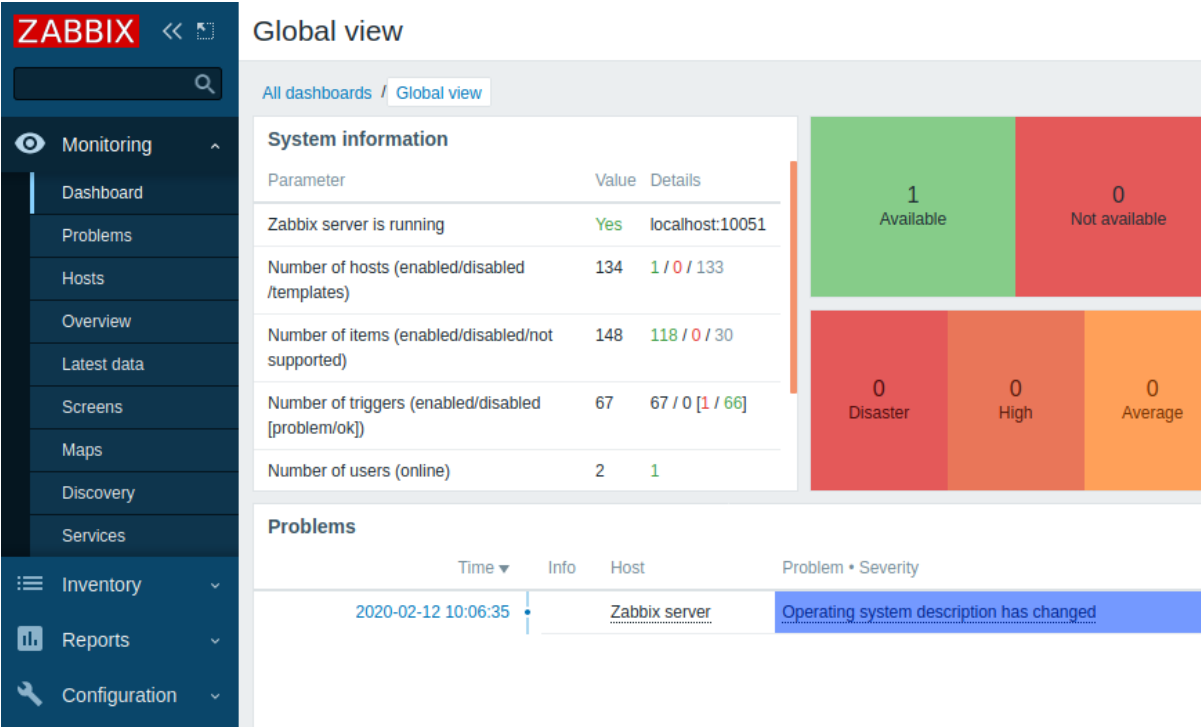 ZABBIX
Global view
All dashboards / Global view
Monitoring
Dashboard
Problems
Hosts
Overview
Latest data
Screens
Maps
Discovery
Services
Inventory
Reports
Configuration
System information
Parameter Value Details
Zabbix server is running Yes localhost:10051
Number of hosts (enabled/disabled 134 1 / 0 / 133
/templates)
Number of items (enabled/disabled/not 148 118 / 0 / 30
supported)
Number of triggers (enabled/disabled 67 67 / 0 [1 / 66]
[problem/ok])
Number of users (online) 2 1
1
Available
0
Not available
0
Disaster
0
High
0
Average
Problems
Time Info Host Problem • Severity
2020-02-12 10:06:35 Zabbix server Operating system description has changed